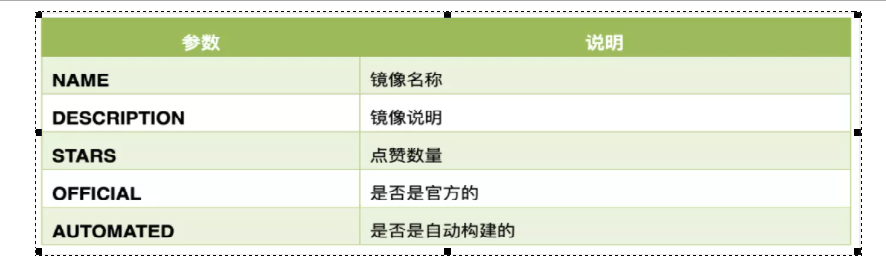 参数 说明
NAME 镜像名称
DESCRIPTION 镜像说明
STARS 点赞数量
OFFICIAL 是否是官方的
AUTOMATED 是否是自动构建的